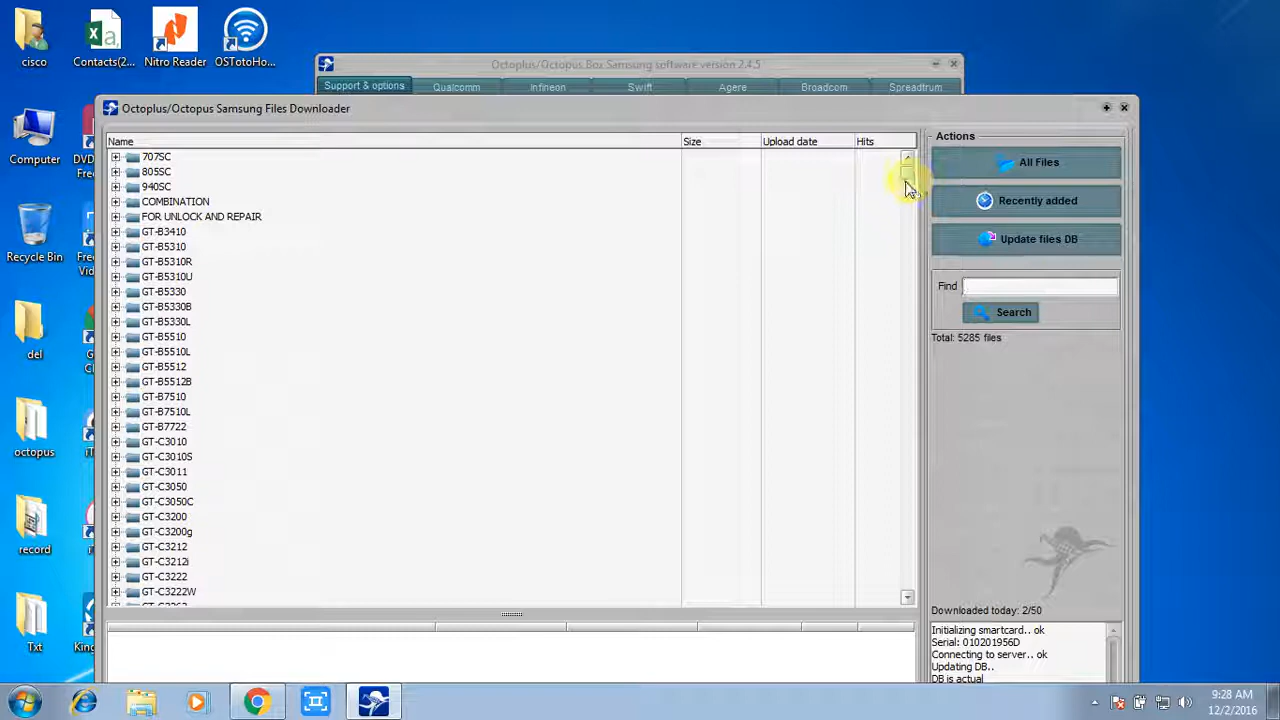 cisco
Contacts(2...
Nitro Reader
OSTotoHo...
Computer
Recycle Bin
del
octopus
record
Txt
DVD
Free
Free
Vide
G
Cl
Kin
Octoplus/Octopus Box Samsung software version 2.4.5
Support & options
Qualcomm
Infineon
Swift
Agere
Broadcom
Spreadtrum
Octoplus/Octopus Samsung Files Downloader
Name
Size
Upload date
Hits
707SC
805SC
940SC
COMBINATION
FOR UNLOCK AND REPAIR
GT-B3410
GT-B5310
GT-B5310R
GT-B5310U
GT-B5330
GT-B5330B
GT-B5330L
GT-B5510
GT-B5510L
GT-B5512
GT-B5512B
GT-B7510
GT-B7510L
GT-B7722
GT-C3010
GT-C3010S
GT-C3011
GT-C3050
GT-C3050C
GT-C3200
GT-C3200g
GT-C3212
GT-C3212i
GT-C3222
GT-C3222W
Actions
All Files
Recently added
Update files DB
Find
Search
Total: 5285 files
Downloaded today: 2/50
Initializing smartcard.. ok
Serial: 010201956D
Connecting to server.. ok
Updating DB..
DB is actual
9:28 AM
12/2/2016